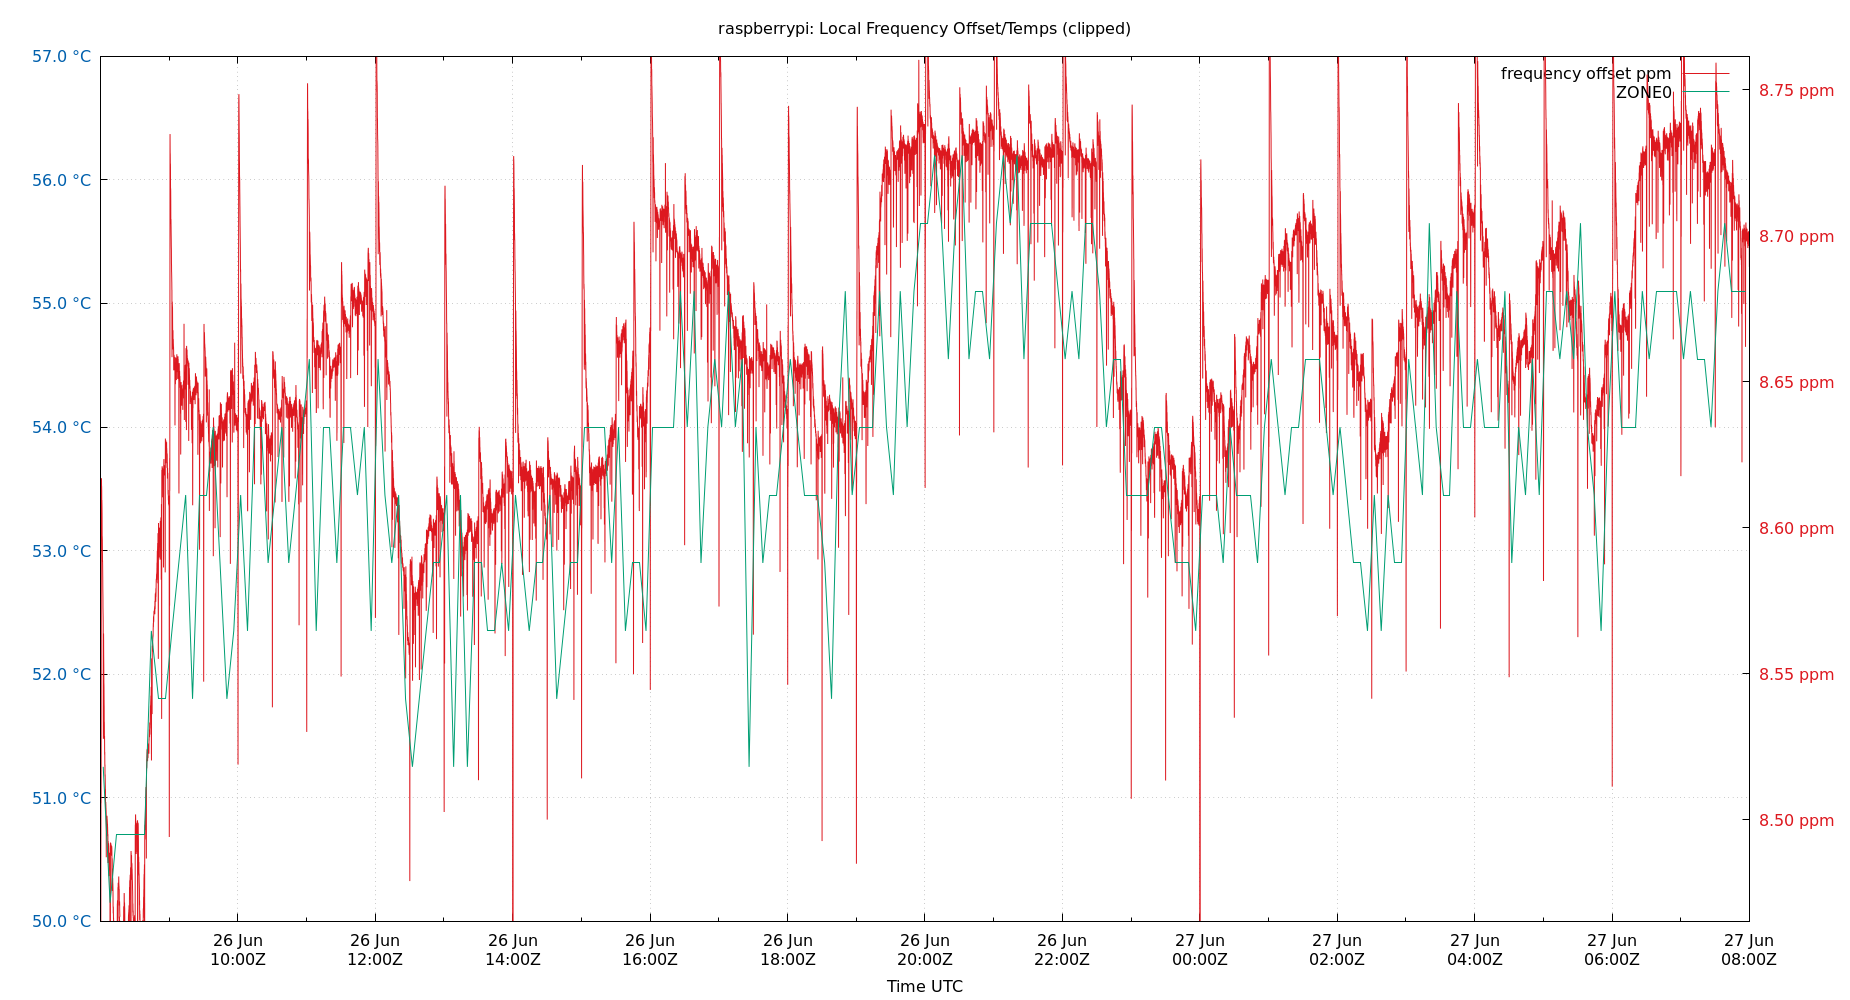 raspberrypi: Local Frequency Offset/Temps (clipped)
frequency offset ppm
ZONE0
57.0 °C
56.0 °C
55.0 °C
54.0 °C
53.0 °C
52.0 °C
51.0 °C
50.0 °C
8.75 ppm
8.70 ppm
8.65 ppm
8.60 ppm
8.55 ppm
8.50 ppm
26 Jun
10:00Z
26 Jun
12:00Z
26 Jun
14:00Z
26 Jun
16:00Z
26 Jun
18:00Z
26 Jun
20:00Z
26 Jun
22:00Z
27 Jun
00:00Z
27 Jun
02:00Z
27 Jun
04:00Z
27 Jun
06:00Z
27 Jun
08:00Z
Time UTC